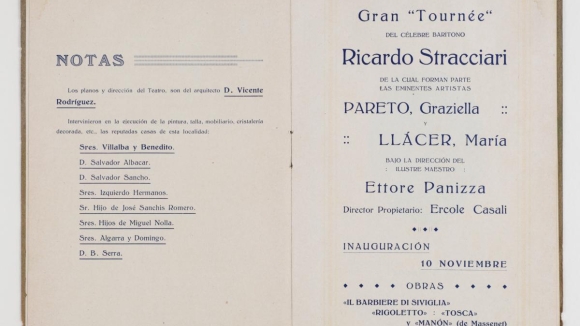 NOTAS
Los planos y dirección del Teatro, son del arquitecto D. Vicente
Rodríguez.
Intervinieron en la ejecución de la pintura, talla, mobiliario, cristalería
decorada, etc., las reputadas casas de esta localidad:
Sres. Villalba y Benedito.
D. Salvador Albacar.
D. Salvador Sancho.
Sres. Izquierdo Hermanos.
Sr. Hijo de José Sanchis Romero.
Sres. Hijos de Miguel Nolla.
Sres. Algarra y Domingo.
D. B. Serra.
Gran "Tournée"
DEL CÉLEBRE BARITONO
Ricardo Stracciari
DE LA CUAL FORMAN PARTE
LAS EMINENTES ARTISTAS
PARETO, Graziella ::
Y
:: LLÁCER, María
BAJO LA DIRECCIÓN DEL
ILUSTRE MAESTRO
Ettore Panizza
Director Propietario: Ercole Casali
INAUGURACIÓN
10 NOVIEMBRE
OBRAS
«IL BARBIERE DI SIVIGLIA»
«RIGOLETTO» : «TOSCA»
y «MANÓN» (de Massenet)